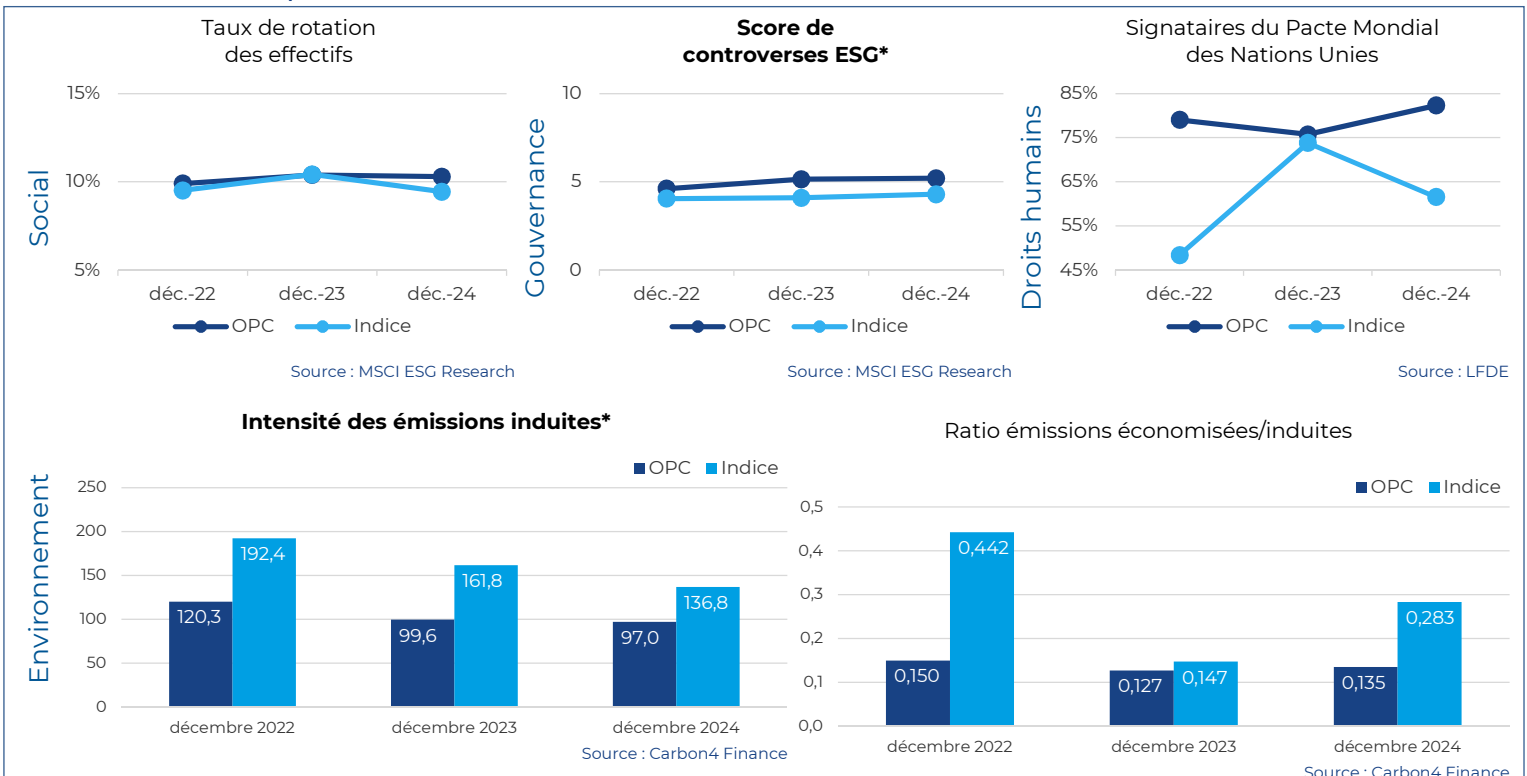 Taux de rotation
des effectifs
Social
15%
10%
5%
déc.-22 déc.-23 déc.-24
OPC Indice
Source : MSCI ESG Research
Score de
controverses ESG*
Gouvernance
10
5
0
déc.-22 déc.-23 déc.-24
OPC Indice
Source : MSCI ESG Research
Signataires du Pacte Mondial
des Nations Unies
Droits humains
85%
75%
65%
55%
45%
déc.-22 déc.-23 déc.-24
OPC Indice
Source : LFDE
Intensité des émissions induites*
Environnement
OPC Indice
250
200
150
100
50
0
120,3 192,4
99,6 161,8
97,0 136,8
décembre 2022 décembre 2023 décembre 2024
Source : Carbon4 Finance
Ratio émissions économisées/induites
OPC Indice
0,5
0,4
0,3
0,2
0,1
0,0
0,150 0,442
0,127 0,147
0,135 0,283
décembre 2022 décembre 2023 décembre 2024
Source : Carbon4 Finance